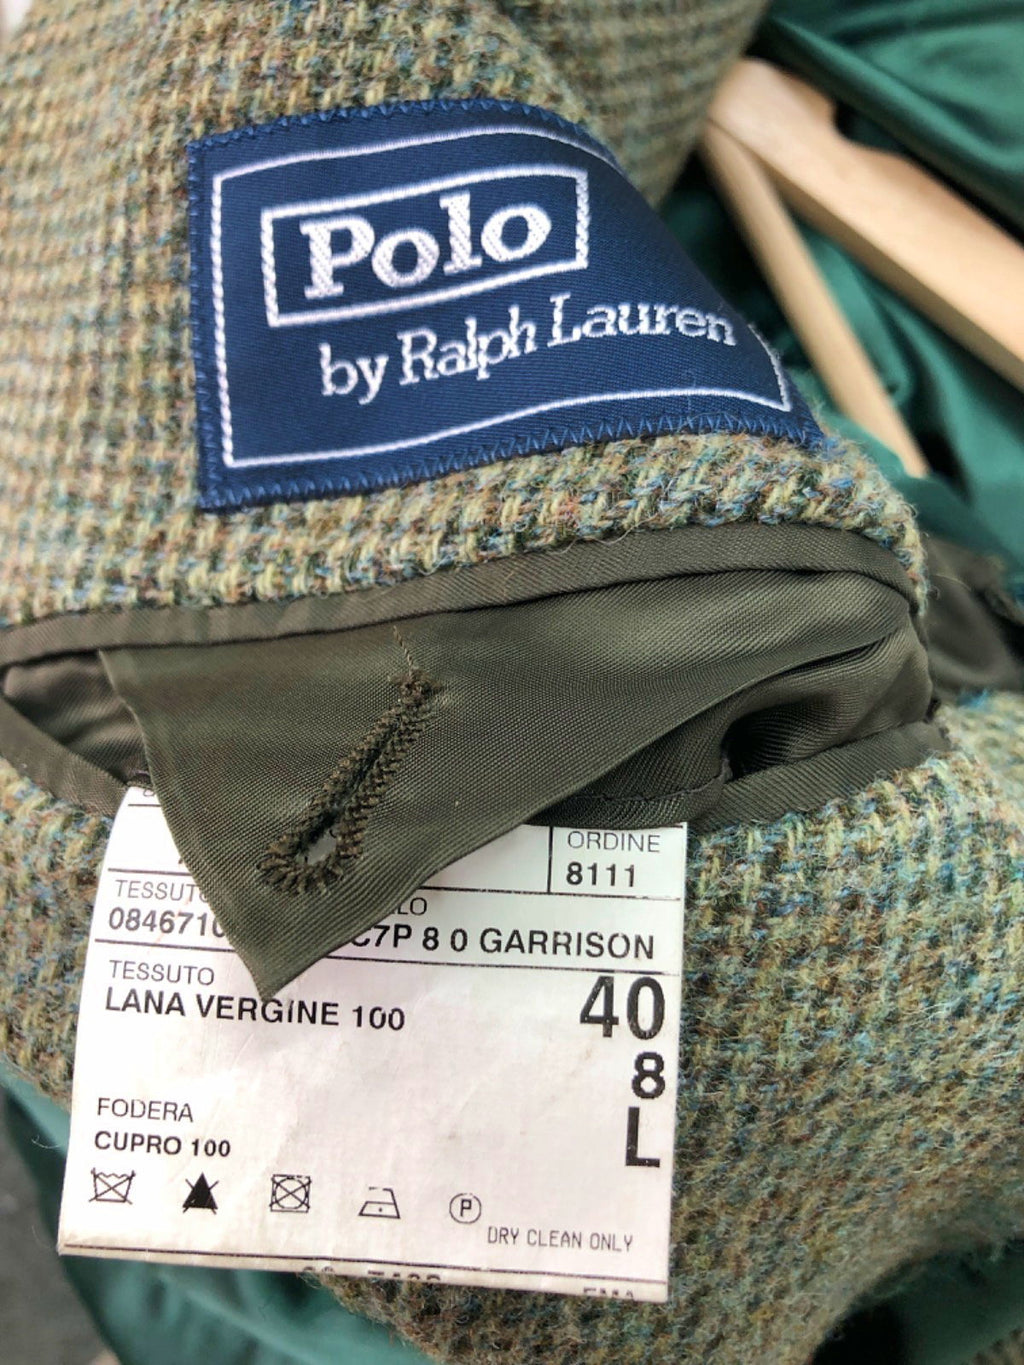 Polo
by Ralph Lauren
ORDINE
8111
TESSUTO
0846710
C7P 8 0 GARRISON
TESSUTO
LANA VERGINE 100
40
8
L
FODERA
CUPRO 100
P
DRY CLEAN ONLY